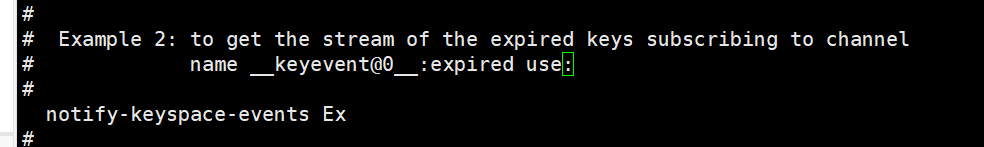 #
#  Example 2: to get the stream of the expired keys subscribing to channel
#             name __keyevent@0__:expired use:
#
  notify-keyspace-events Ex
#